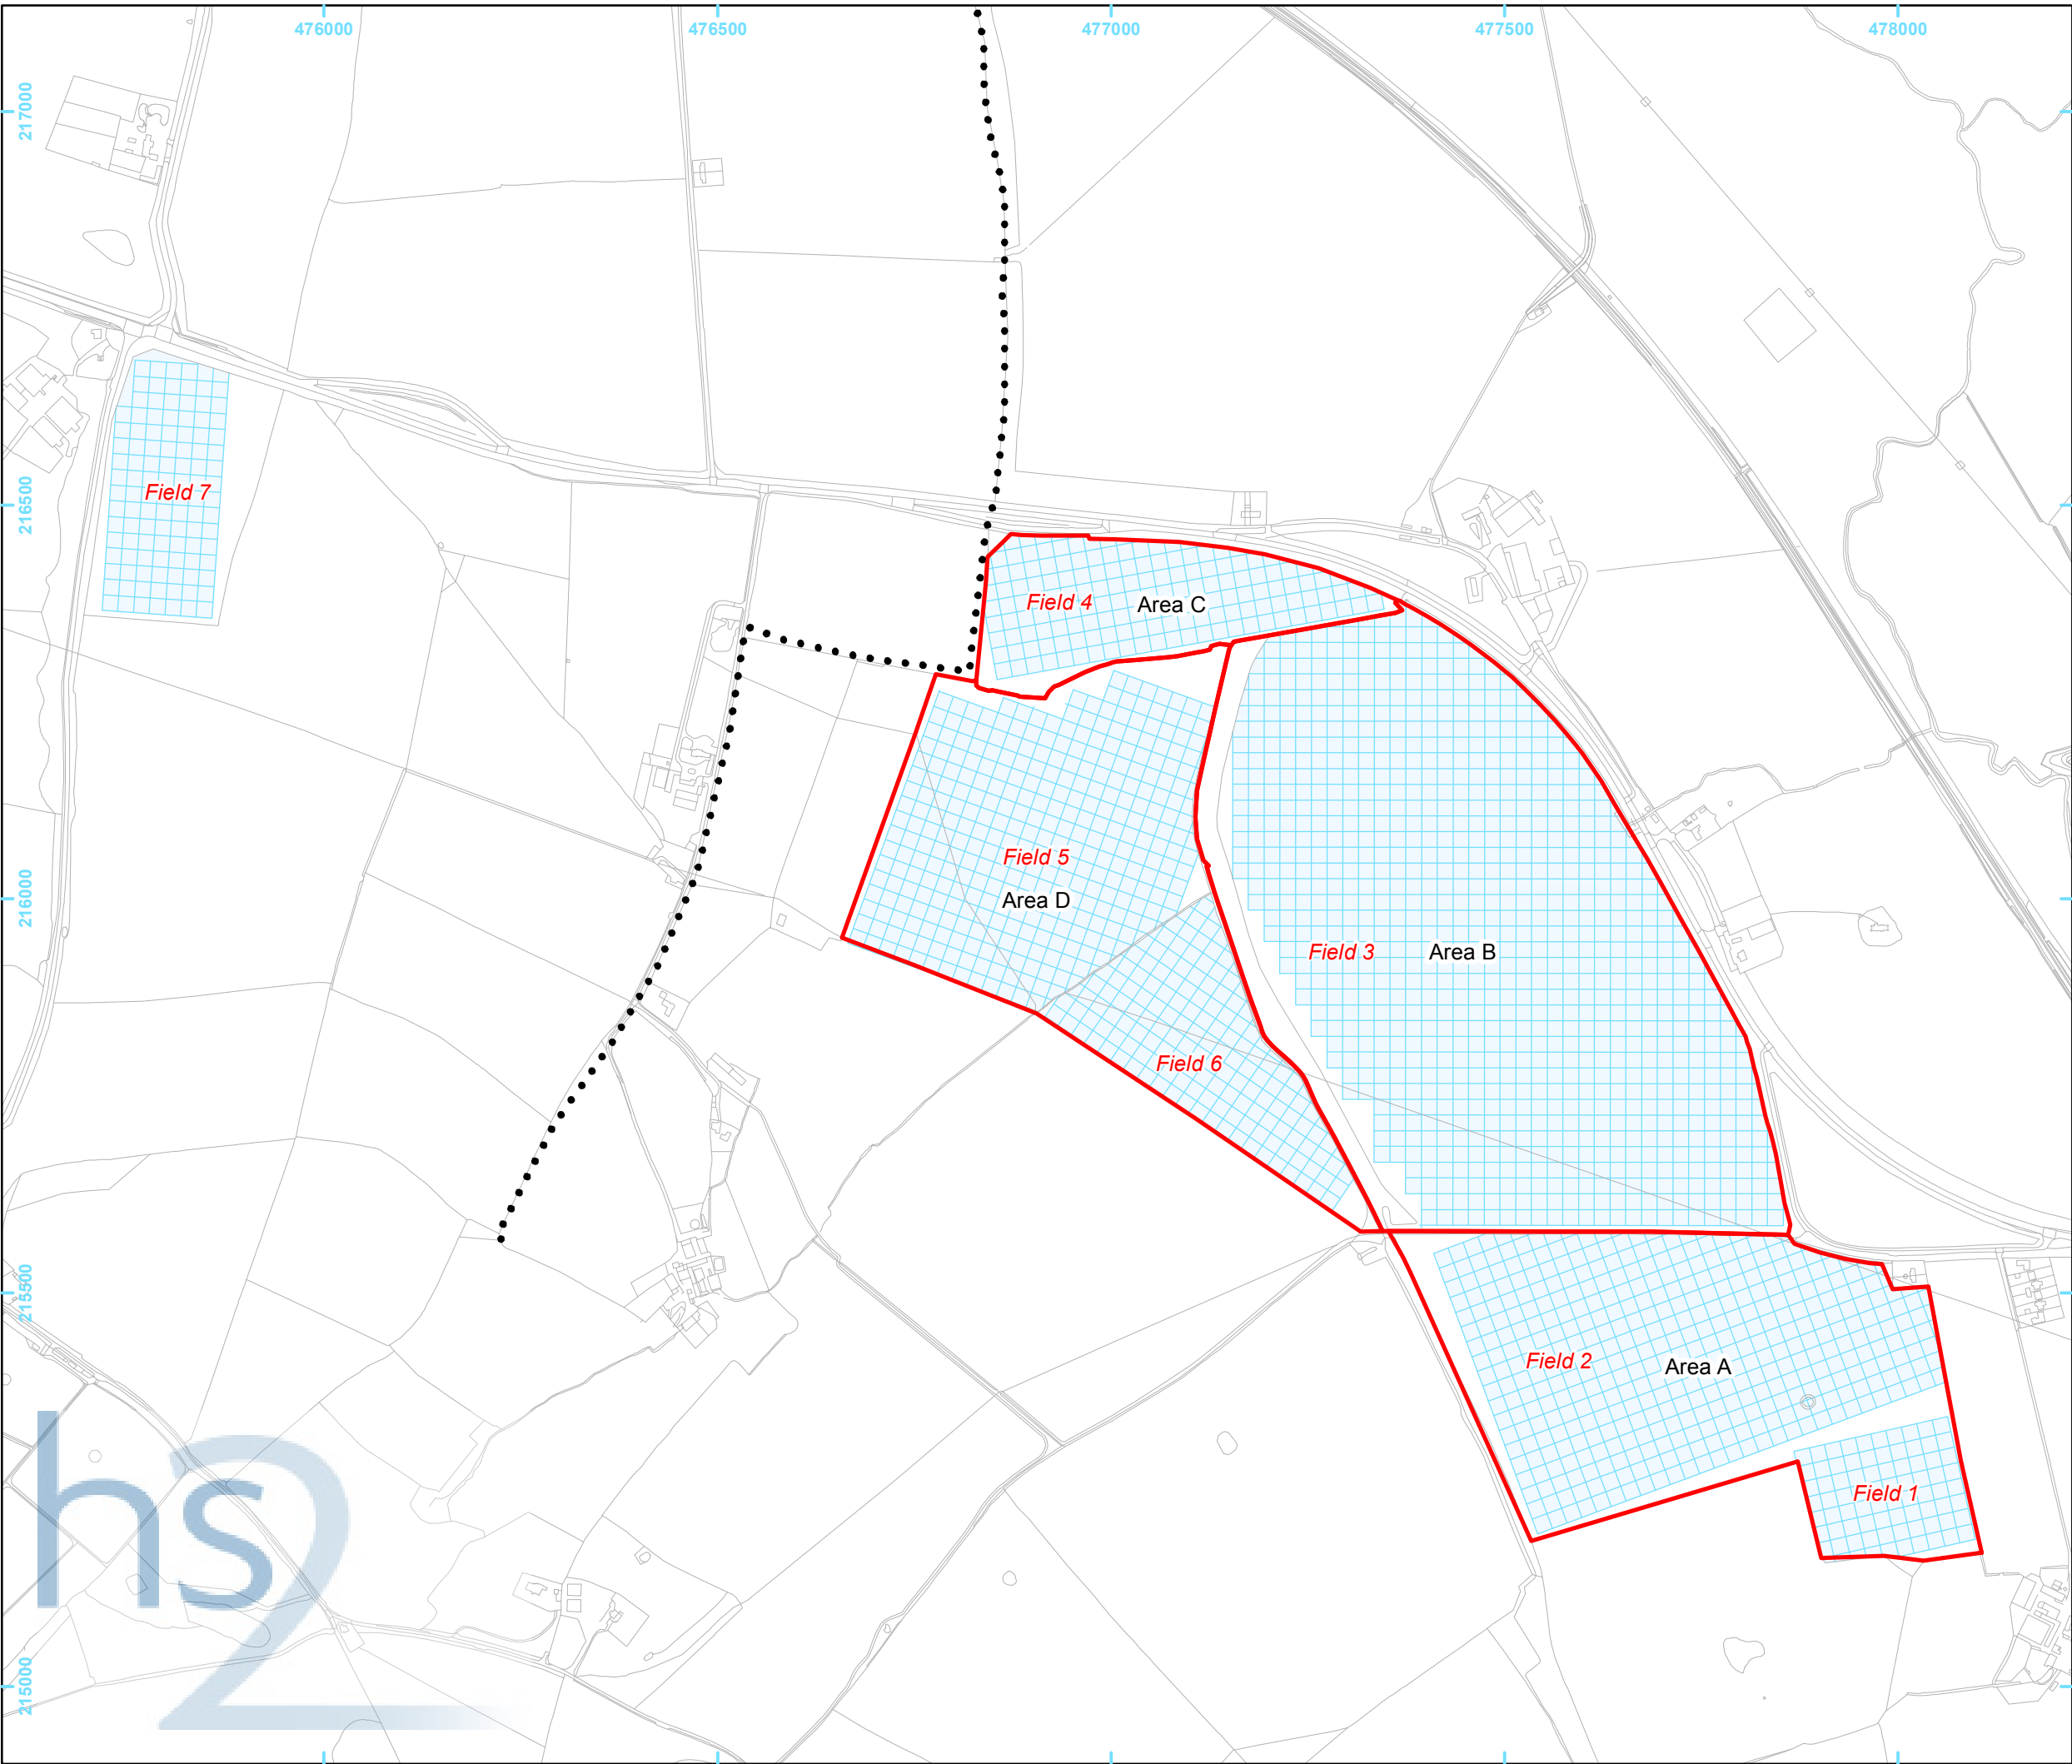 476000
476500
477000
477500
478000
217000
216500
216000
215500
215000
Field 7
Field 4
Area C
Field 5
Area D
Field 3
Area B
Field 6
Field 2
Area A
Field 1
hs2